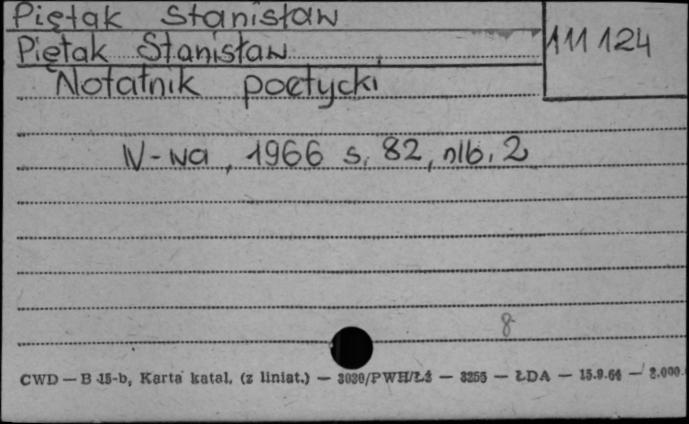 Piętak Stanisław
111 124
Piętak Stanisław
Notatnik poetycki
W-wa, 1966 s. 82, nlb. 2
8
CWD — B 15-b, Karta katal. (z liniat.) — 3030/PWH/Łż — 3255 — ŁDA — 15.9.64 — 2.000.